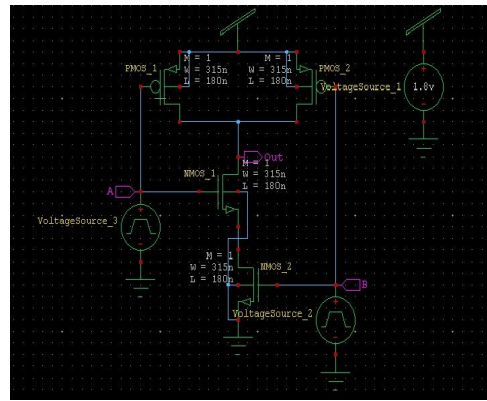 PMOS_1
M = 1
W = 315n
L = 180n
M = 1
W = 315n
L = 180n
PMOS_2
VoltageSource_1
1.8v
Out
NMOS_1
M = 1
W = 315n
L = 180n
A
VoltageSource_3
M = 1
W = 315n
L = 180n
NMOS_2
B
VoltageSource_2